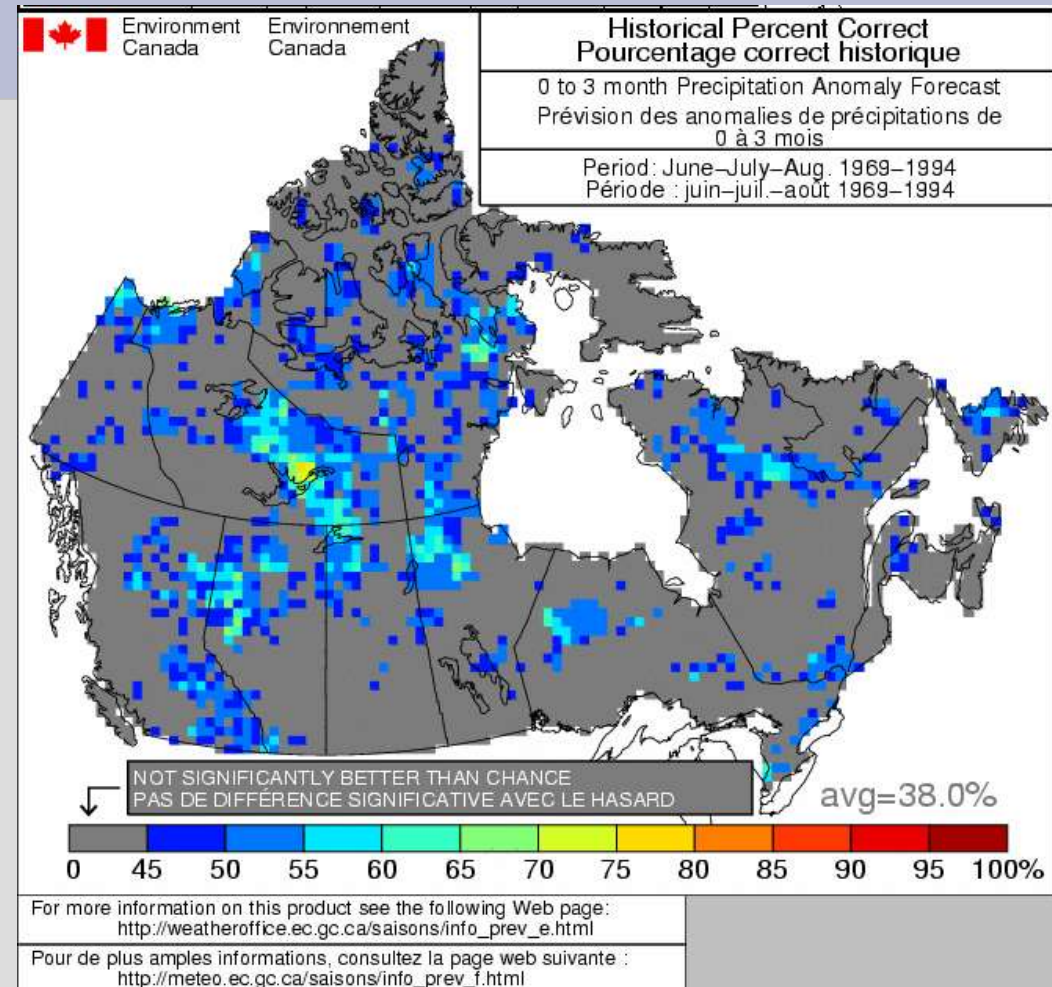 Environment Environnement
Canada Canada
Historical Percent Correct
Pourcentage correct historique
0 to 3 month Precipitation Anomaly Forecast
Prévision des anomalies de précipitations de
0 à 3 mois
Period: June–July–Aug. 1969–1994
Période : juin–juil.–août 1969–1994
NOT SIGNIFICANTLY BETTER THAN CHANCE
PAS DE DIFFÉRENCE SIGNIFICATIVE AVEC LE HASARD
avg=38.0%
0 45 50 55 60 65 70 75 80 85 90 95 100%
For more information on this product see the following Web page:
http://weatheroffice.ec.gc.ca/saisons/info_prev_e.html
Pour de plus amples informations, consultez la page web suivante :
http://meteo.ec.gc.ca/saisons/info_prev_f.html